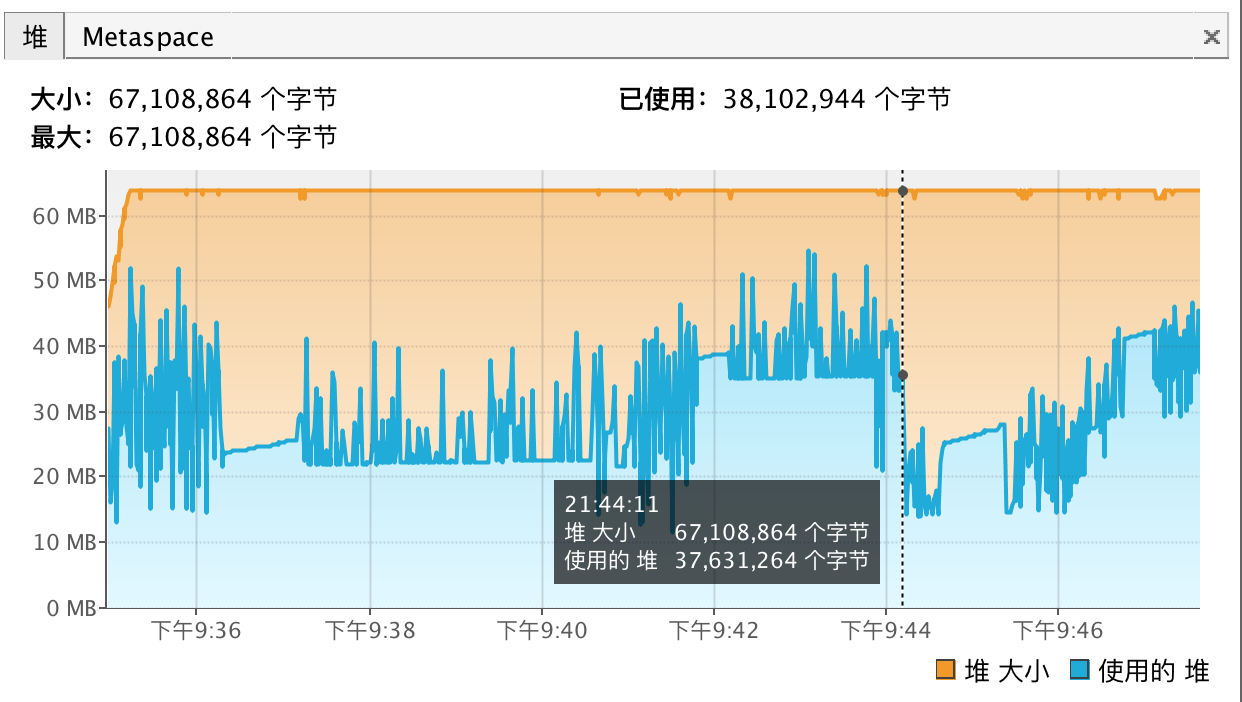 堆 Metaspace
大小： 67,108,864 个字节 已使用： 38,102,944 个字节
最大： 67,108,864 个字节
60 MB
50 MB
40 MB
30 MB
20 MB
10 MB
0 MB
21:44:11
堆 大小 67,108,864 个字节
使用的 堆 37,631,264 个字节
下午9:36 下午9:38 下午9:40 下午9:42 下午9:44 下午9:46
堆 大小 使用的 堆